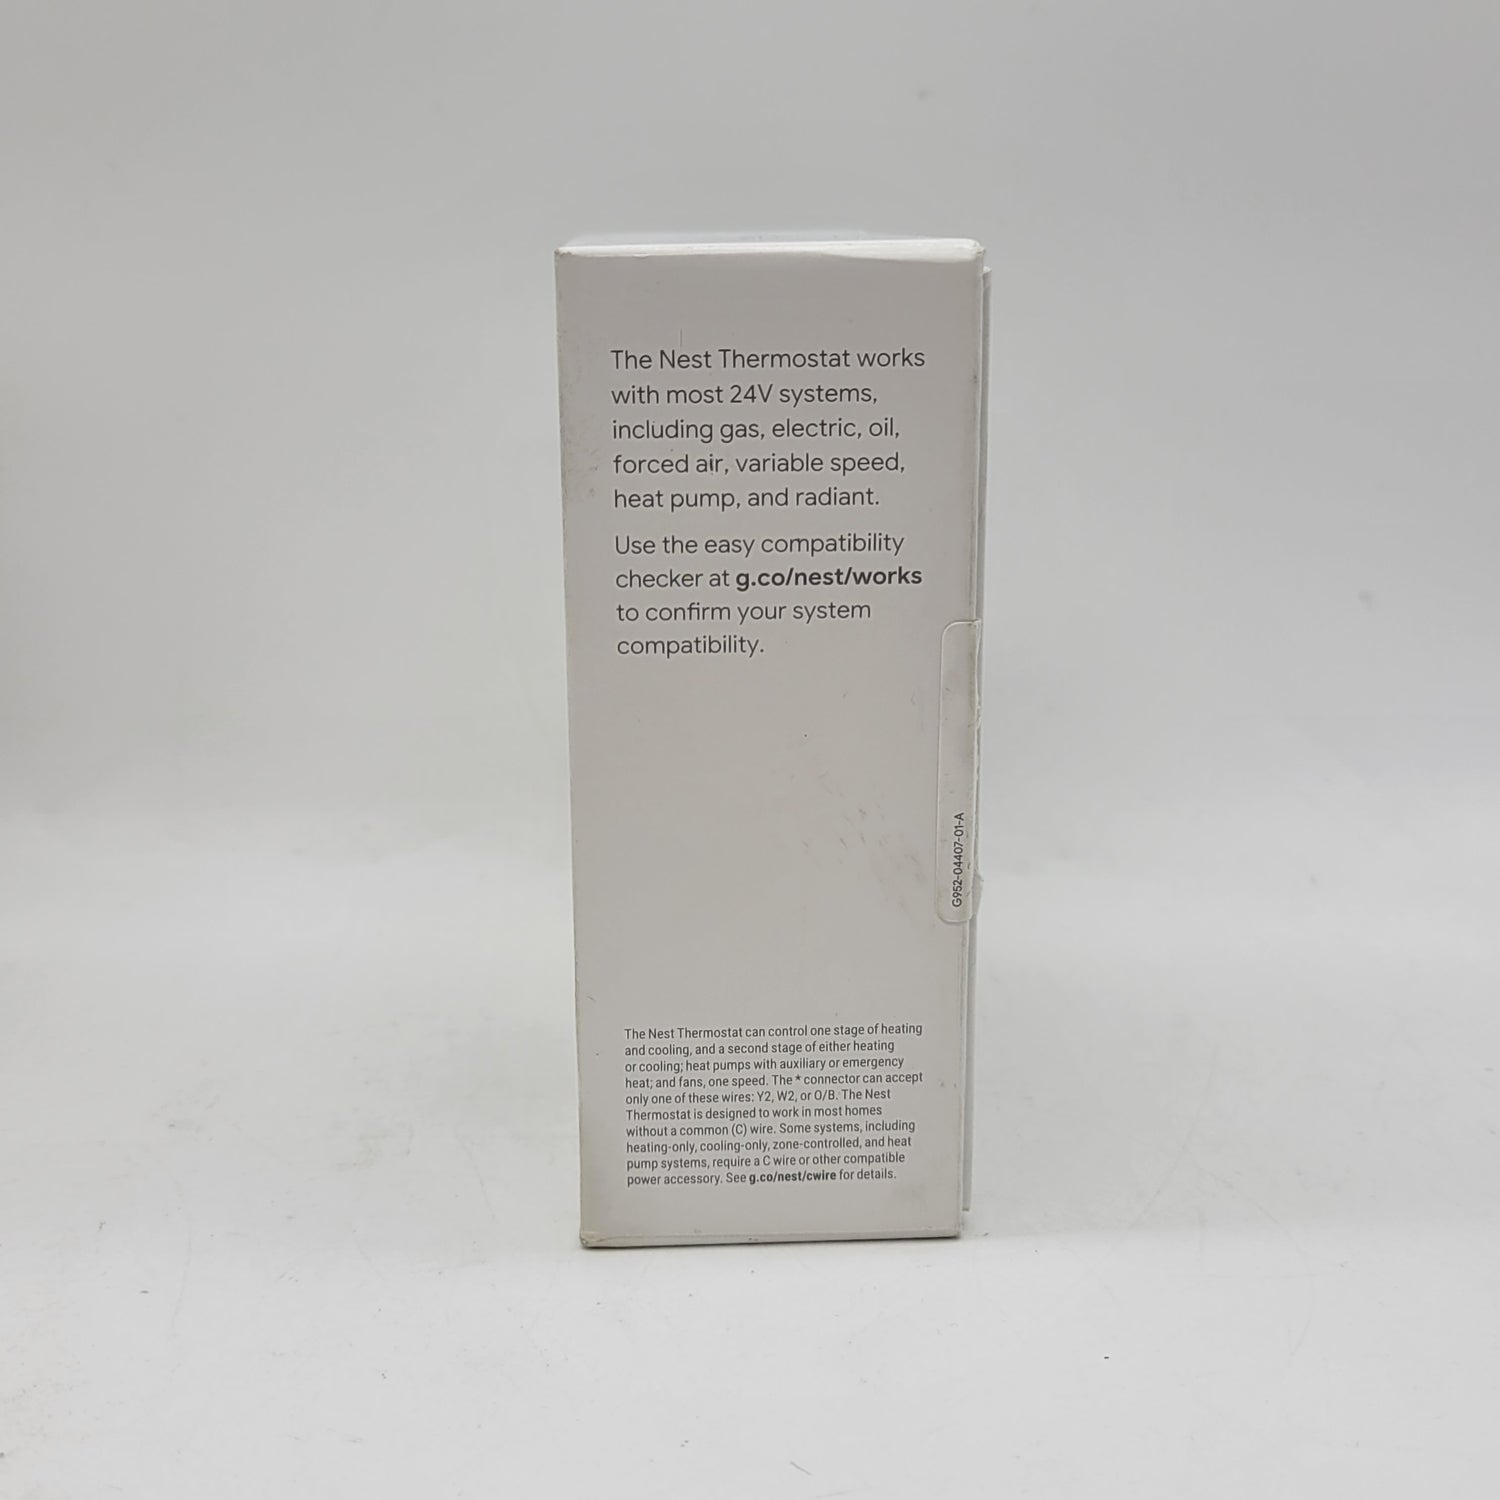 The Nest Thermostat works
with most 24V systems,
including gas, electric, oil,
forced air, variable speed,
heat pump, and radiant.
Use the easy compatibility
checker at g.co/nest/works
to confirm your system
compatibility.
G952-04407-01-A
The Nest Thermostat can control one stage of heating
and cooling, and a second stage of either heating
or cooling; heat pumps with auxiliary or emergency
heat; and fans, one speed. The * connector can accept
only one of these wires: Y2, W2, or O/B. The Nest
Thermostat is designed to work in most homes
without a common (C) wire. Some systems, including
heating-only, cooling-only, zone-controlled, and heat
pump systems, require a C wire or other compatible
power accessory. See g.co/nest/cwire for details.